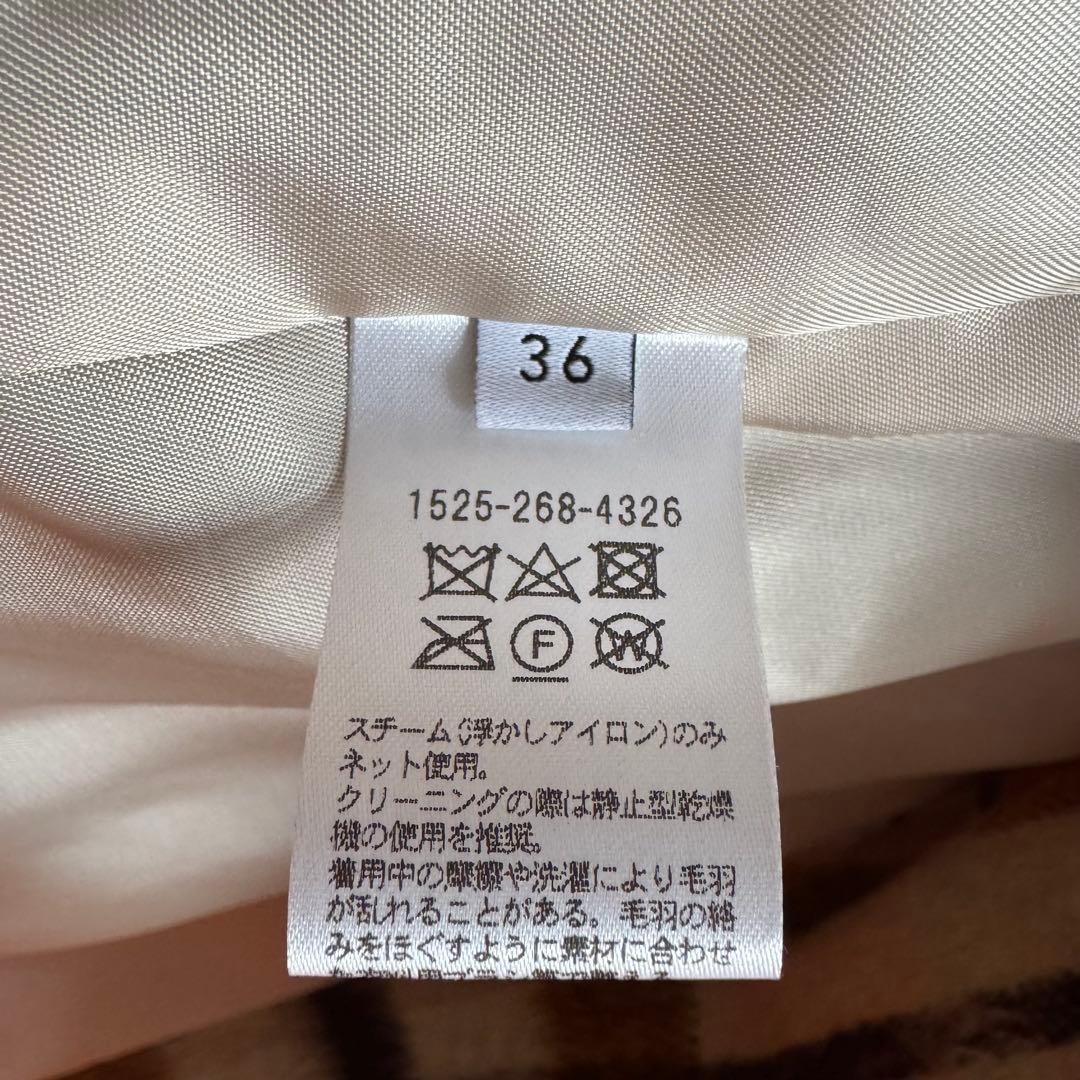 36
1525-268-4326
F
W
スチーム(浮かしアイロン)のみ
ネット使用。
クリーニングの際は静止型乾燥
機の使用を推奨。
着用中の摩擦や洗濯により毛羽
が乱れることがある。毛羽の絡
みをほぐすように素材に合わせ